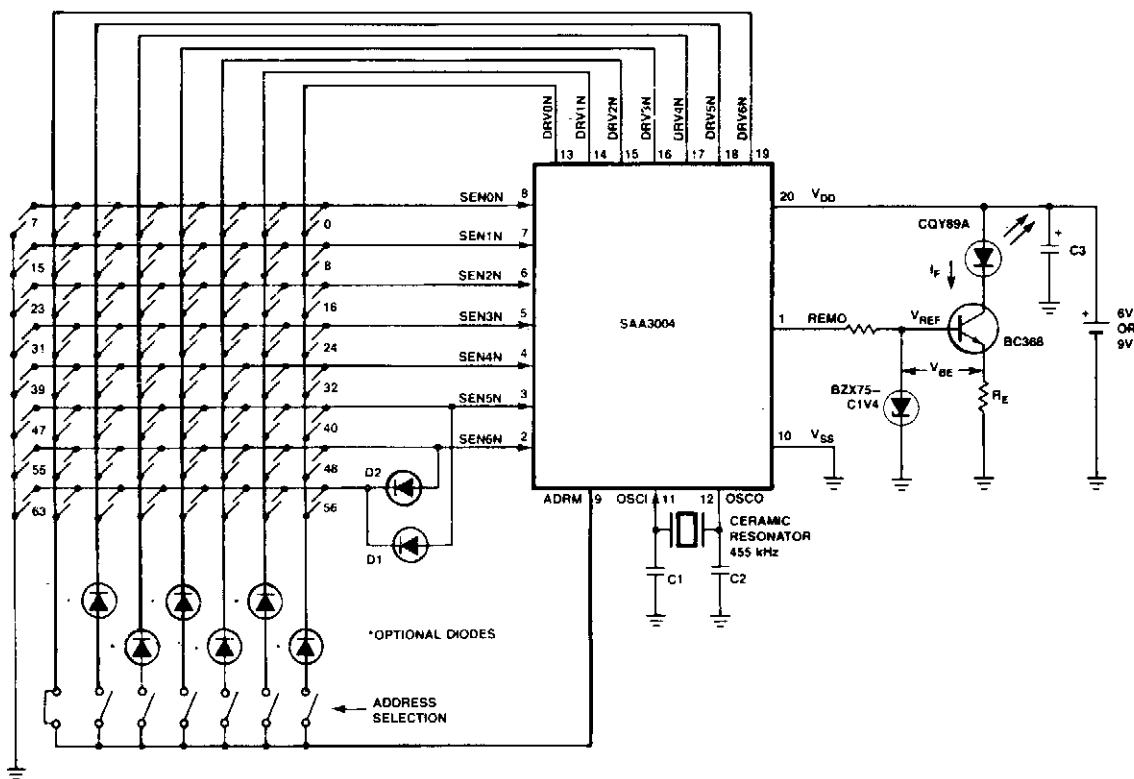 DRV0N
DRV1N
DRV2N
DRV3N
DRV4N
DRV5N
DRV6N
13 14 15 16 17 18 19
SEN0N 8
7 0
SEN1N 7
15 8
SEN2N 6
23 16
SEN3N 5
31 24
SEN4N 4
39 32
SEN5N 3
47 40
SEN6N 2
55 48
63 56
SAA3004
20 VDD
CQY89A
C3
IF
1 REMO
VREF
BC368
VBE
BZX75–
C1V4
RE
+ 6V
OR
9V
10 VSS
D2
D1
ADRM 9 OSCI 11 12 OSCO
CERAMIC
RESONATOR
455 kHz
C1 C2
*OPTIONAL DIODES
ADDRESS
SELECTION